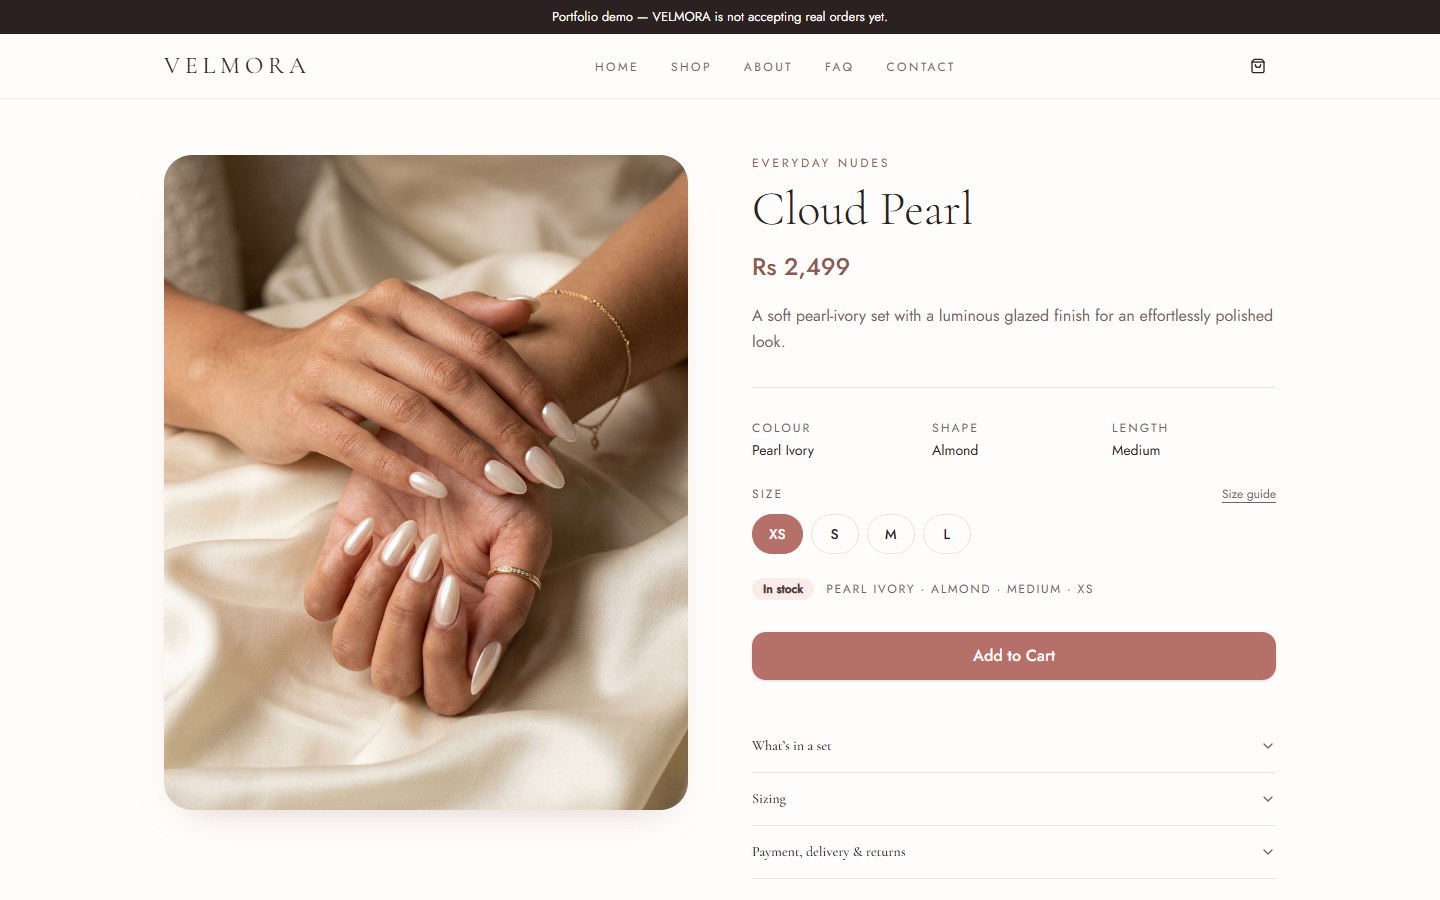 Portfolio demo — VELMORA is not accepting real orders yet.
VELMORA
HOME SHOP ABOUT FAQ CONTACT
EVERYDAY NUDES
Cloud Pearl
Rs 2,499
A soft pearl-ivory set with a luminous glazed finish for an effortlessly polished
look.
COLOUR SHAPE LENGTH
Pearl Ivory Almond Medium
SIZE Size guide
XS S M L
In stock PEARL IVORY · ALMOND · MEDIUM · XS
Add to Cart
What’s in a set
Sizing
Payment, delivery & returns